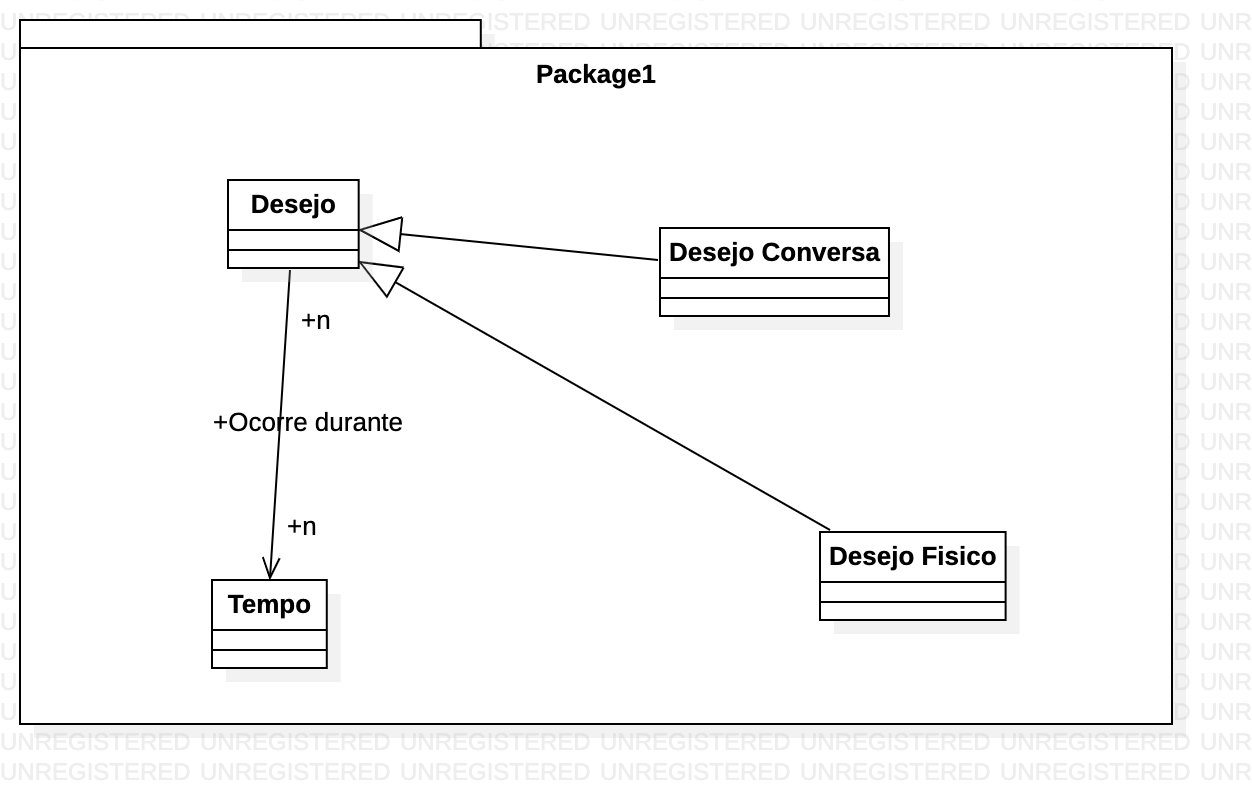 UNREGISTERED UNREGISTERED UNREGISTERED UNR
Package1
Desejo
Desejo Conversa
+n
+Ocorre durante
+n
Desejo Fisico
Tempo
UNREGISTERED UNREGISTERED UNREGISTERED UNREGISTERED UNREGISTERED UNREGISTERED UNR
UNREGISTERED UNREGISTERED UNREGISTERED UNREGISTERED UNREGISTERED UNREGISTERED UNR